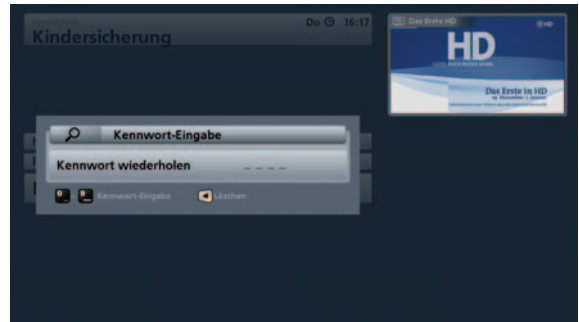 Do 16:17
Kindersicherung
Das Erste HD
HD
Das Erste in HD
Kennwort-Eingabe
Kennwort wiederholen _ _ _ _
Kennwort-Eingabe Löschen